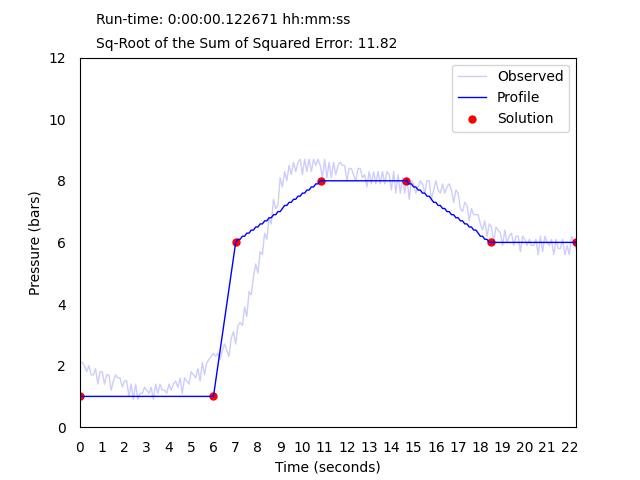 Run-time: 0:00:00.122671 hh:mm:ss
Sq-Root of the Sum of Squared Error: 11.82
12
10
8
6
4
2
0
Pressure (bars)
Observed
Profile
Solution
0 1 2 3 4 5 6 7 8 9 10 11 12 13 14 15 16 17 18 19 20 21 22
Time (seconds)